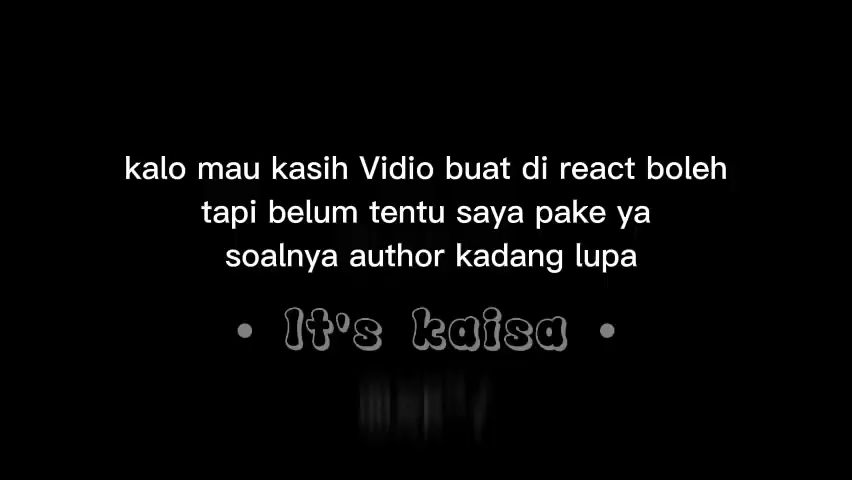 kalo mau kasih Vidio buat di react boleh
tapi belum tentu saya pake ya
soalnya author kadang lupa
• It's kaisa •